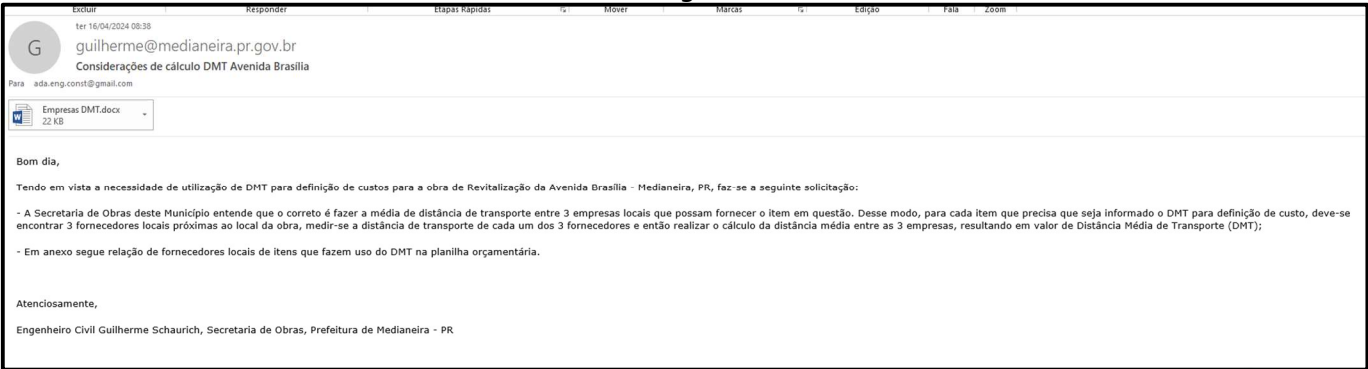 Excluir Responder Etapas Rápidas Mover Marcas Edição Fala Zoom
ter 16/04/2024 08:38
G
guilherme@medianeira.pr.gov.br
Considerações de cálculo DMT Avenida Brasília
Para ada.eng.const@gmail.com
Empresas DMT.docx
22 KB
Bom dia,
Tendo em vista a necessidade de utilização de DMT para definição de custos para a obra de Revitalização da Avenida Brasília - Medianeira, PR, faz-se a seguinte solicitação:
- A Secretaria de Obras deste Município entende que o correto é fazer a média de distância de transporte entre 3 empresas locais que possam fornecer o item em questão. Desse modo, para cada item que precisa que seja informado o DMT para definição de custo, deve-se
encontrar 3 fornecedores locais próximas ao local da obra, medir-se a distância de transporte de cada um dos 3 fornecedores e então realizar o cálculo da distância média entre as 3 empresas, resultando em valor de Distância Média de Transporte (DMT);
- Em anexo segue relação de fornecedores locais de itens que fazem uso do DMT na planilha orçamentária.
Atenciosamente,
Engenheiro Civil Guilherme Schaurich, Secretaria de Obras, Prefeitura de Medianeira - PR